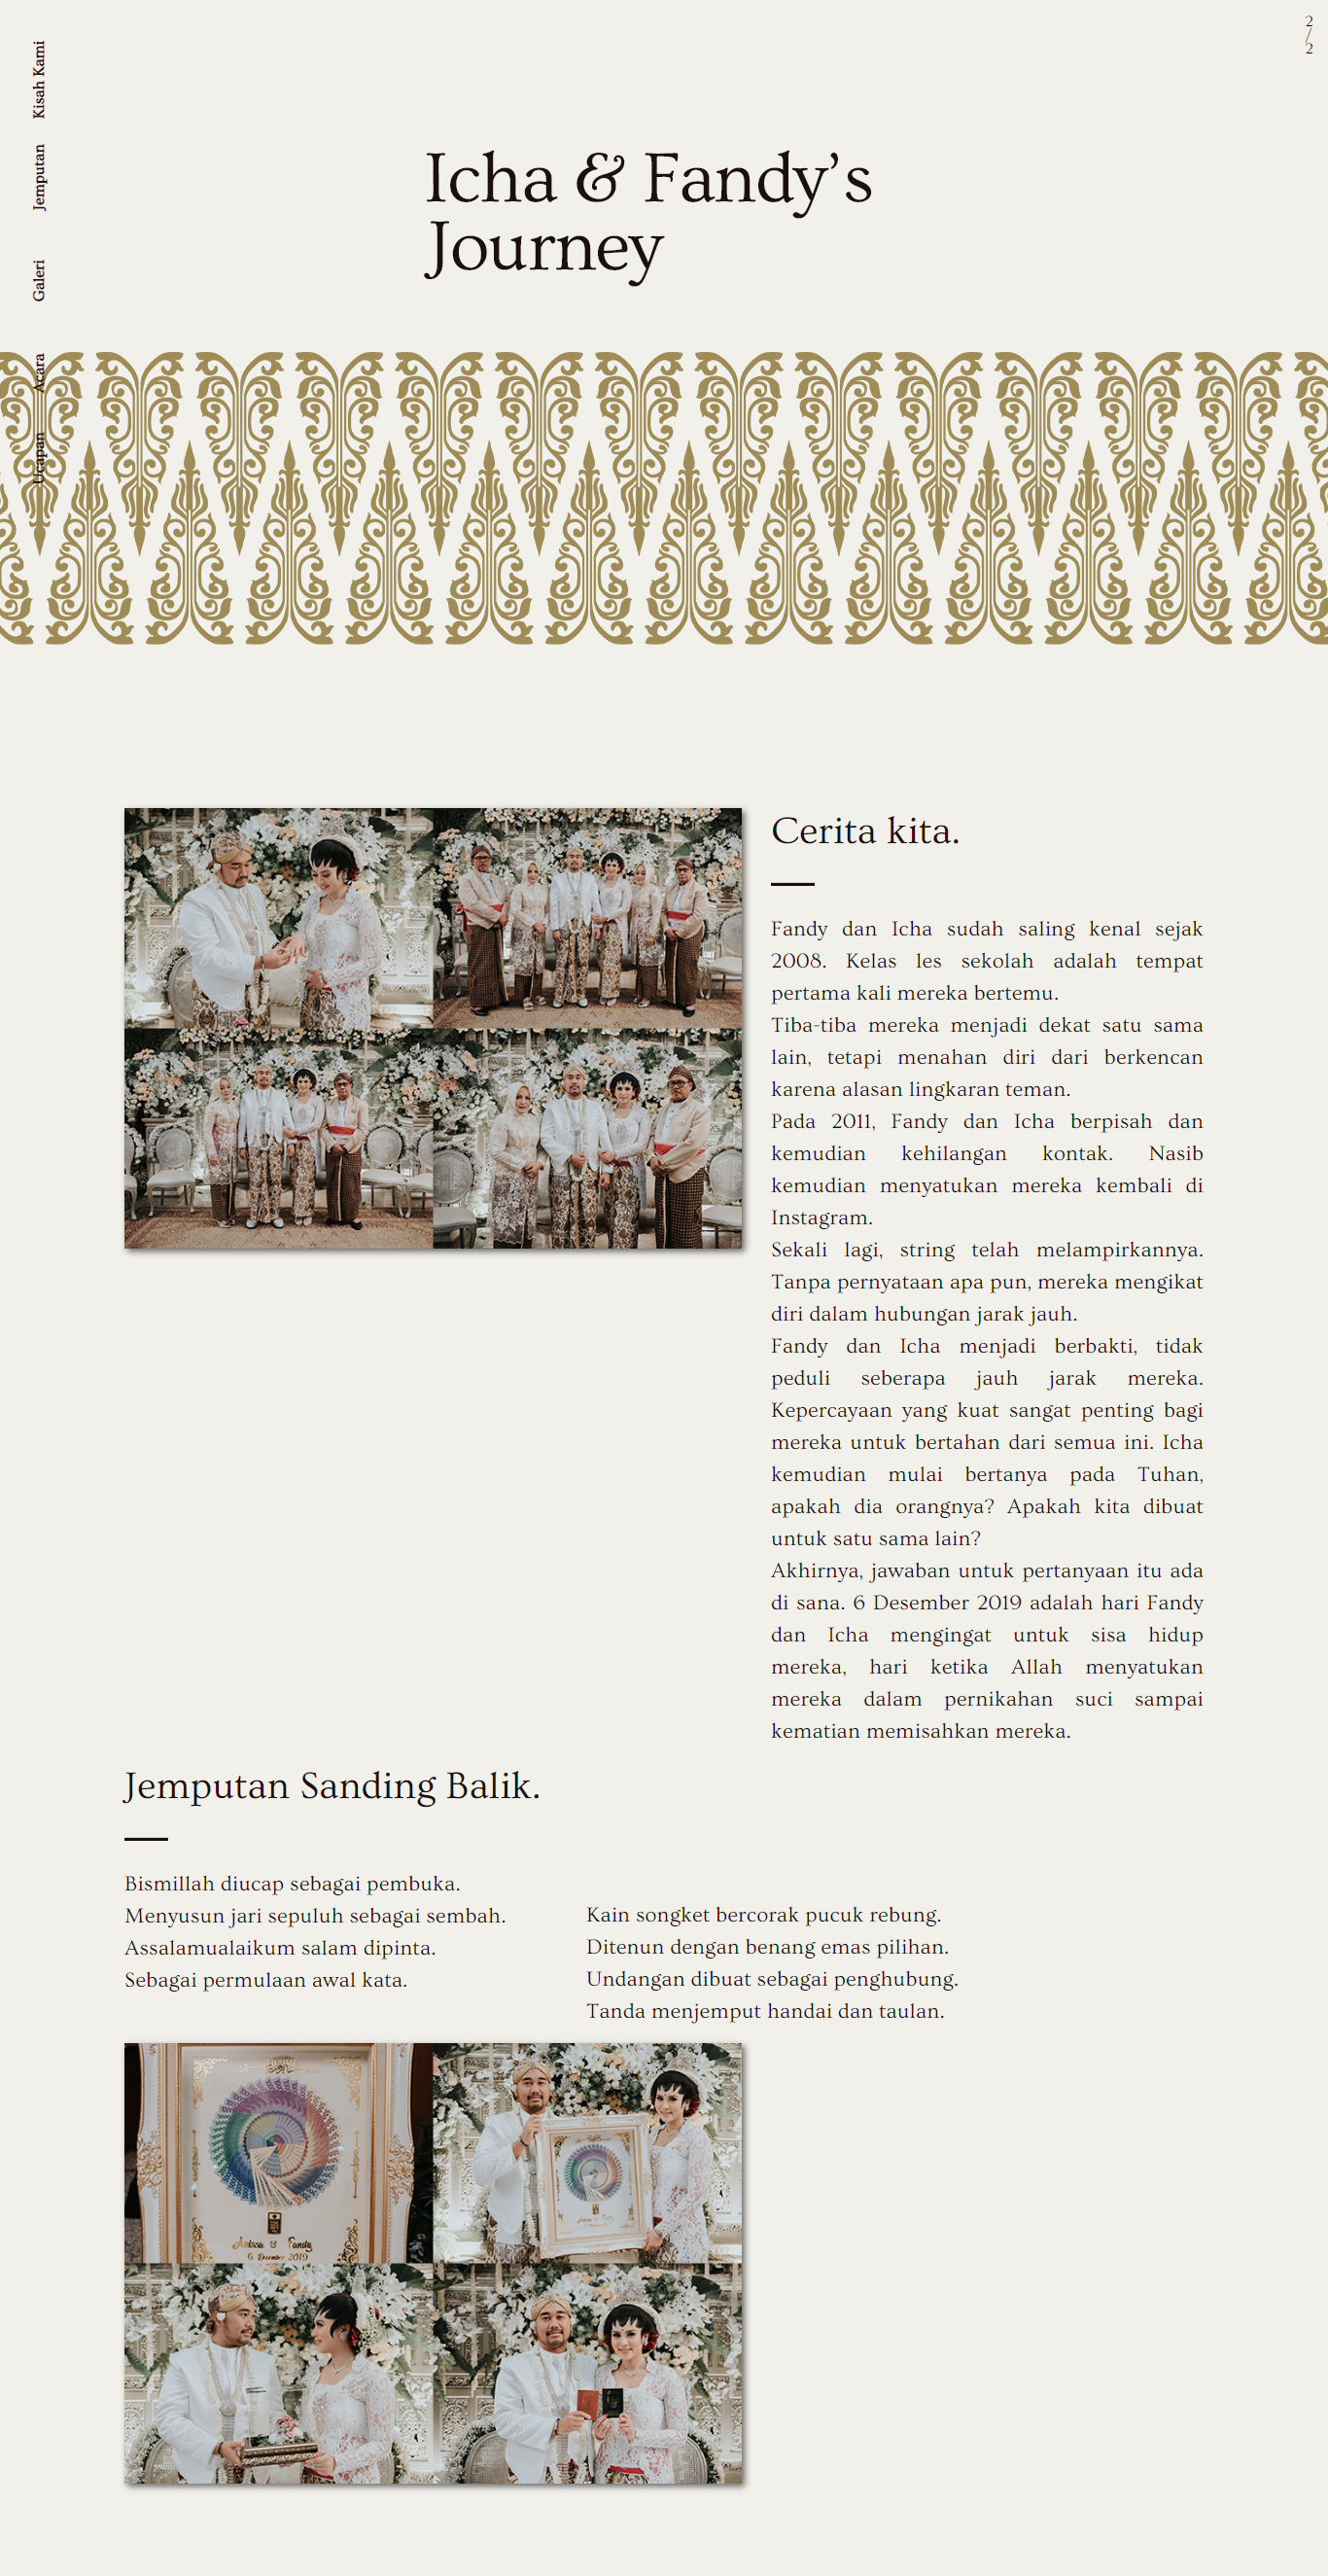 2
/
2
Kisah Kami
Jemputan
Galeri
Acara
Ucapan
Icha & Fandy’s
Journey
Cerita kita.
Fandy dan Icha sudah saling kenal sejak
2008. Kelas les sekolah adalah tempat
pertama kali mereka bertemu.
Tiba-tiba mereka menjadi dekat satu sama
lain, tetapi menahan diri dari berkencan
karena alasan lingkaran teman.
Pada 2011, Fandy dan Icha berpisah dan
kemudian kehilangan kontak. Nasib
kemudian menyatukan mereka kembali di
Instagram.
Sekali lagi, string telah melampirkannya.
Tanpa pernyataan apa pun, mereka mengikat
diri dalam hubungan jarak jauh.
Fandy dan Icha menjadi berbakti, tidak
peduli seberapa jauh jarak mereka.
Kepercayaan yang kuat sangat penting bagi
mereka untuk bertahan dari semua ini. Icha
kemudian mulai bertanya pada Tuhan,
apakah dia orangnya? Apakah kita dibuat
untuk satu sama lain?
Akhirnya, jawaban untuk pertanyaan itu ada
di sana. 6 Desember 2019 adalah hari Fandy
dan Icha mengingat untuk sisa hidup
mereka, hari ketika Allah menyatukan
mereka dalam pernikahan suci sampai
kematian memisahkan mereka.
Jemputan Sanding Balik.
Bismillah diucap sebagai pembuka.
Menyusun jari sepuluh sebagai sembah.
Assalamualaikum salam dipinta.
Sebagai permulaan awal kata.
Kain songket bercorak pucuk rebung.
Ditenun dengan benang emas pilihan.
Undangan dibuat sebagai penghubung.
Tanda menjemput handai dan taulan.
Anissa & Fandy
6 December 2019